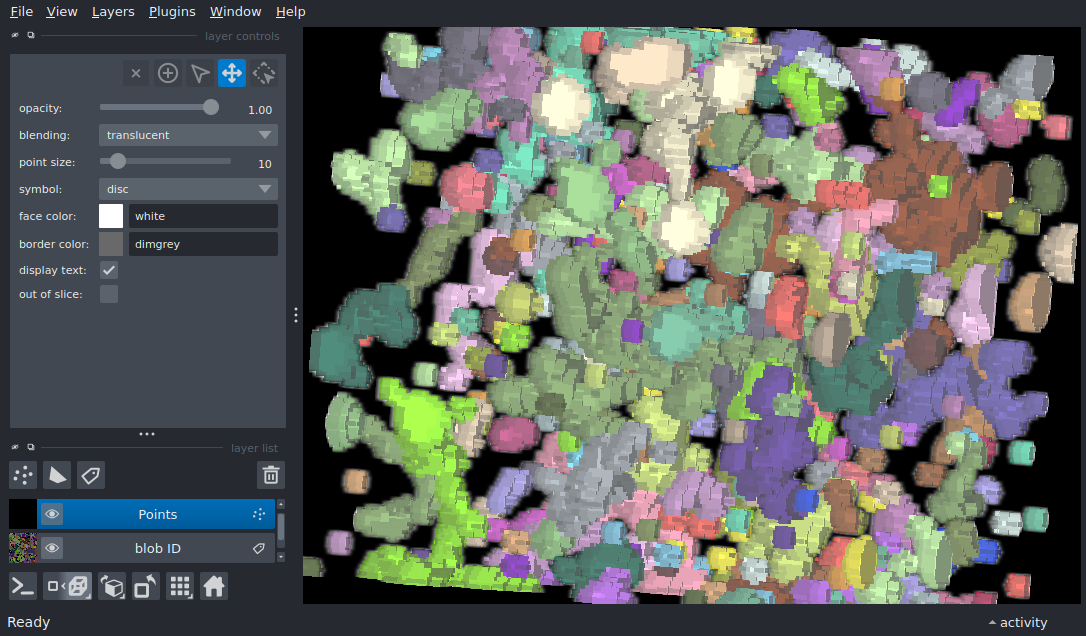 File View Layers Plugins Window Help
layer controls
opacity: 1.00
blending: translucent
point size: 10
symbol: disc
face color: white
border color: dimgrey
display text:
out of slice:
layer list
Points
blob ID
Ready activity